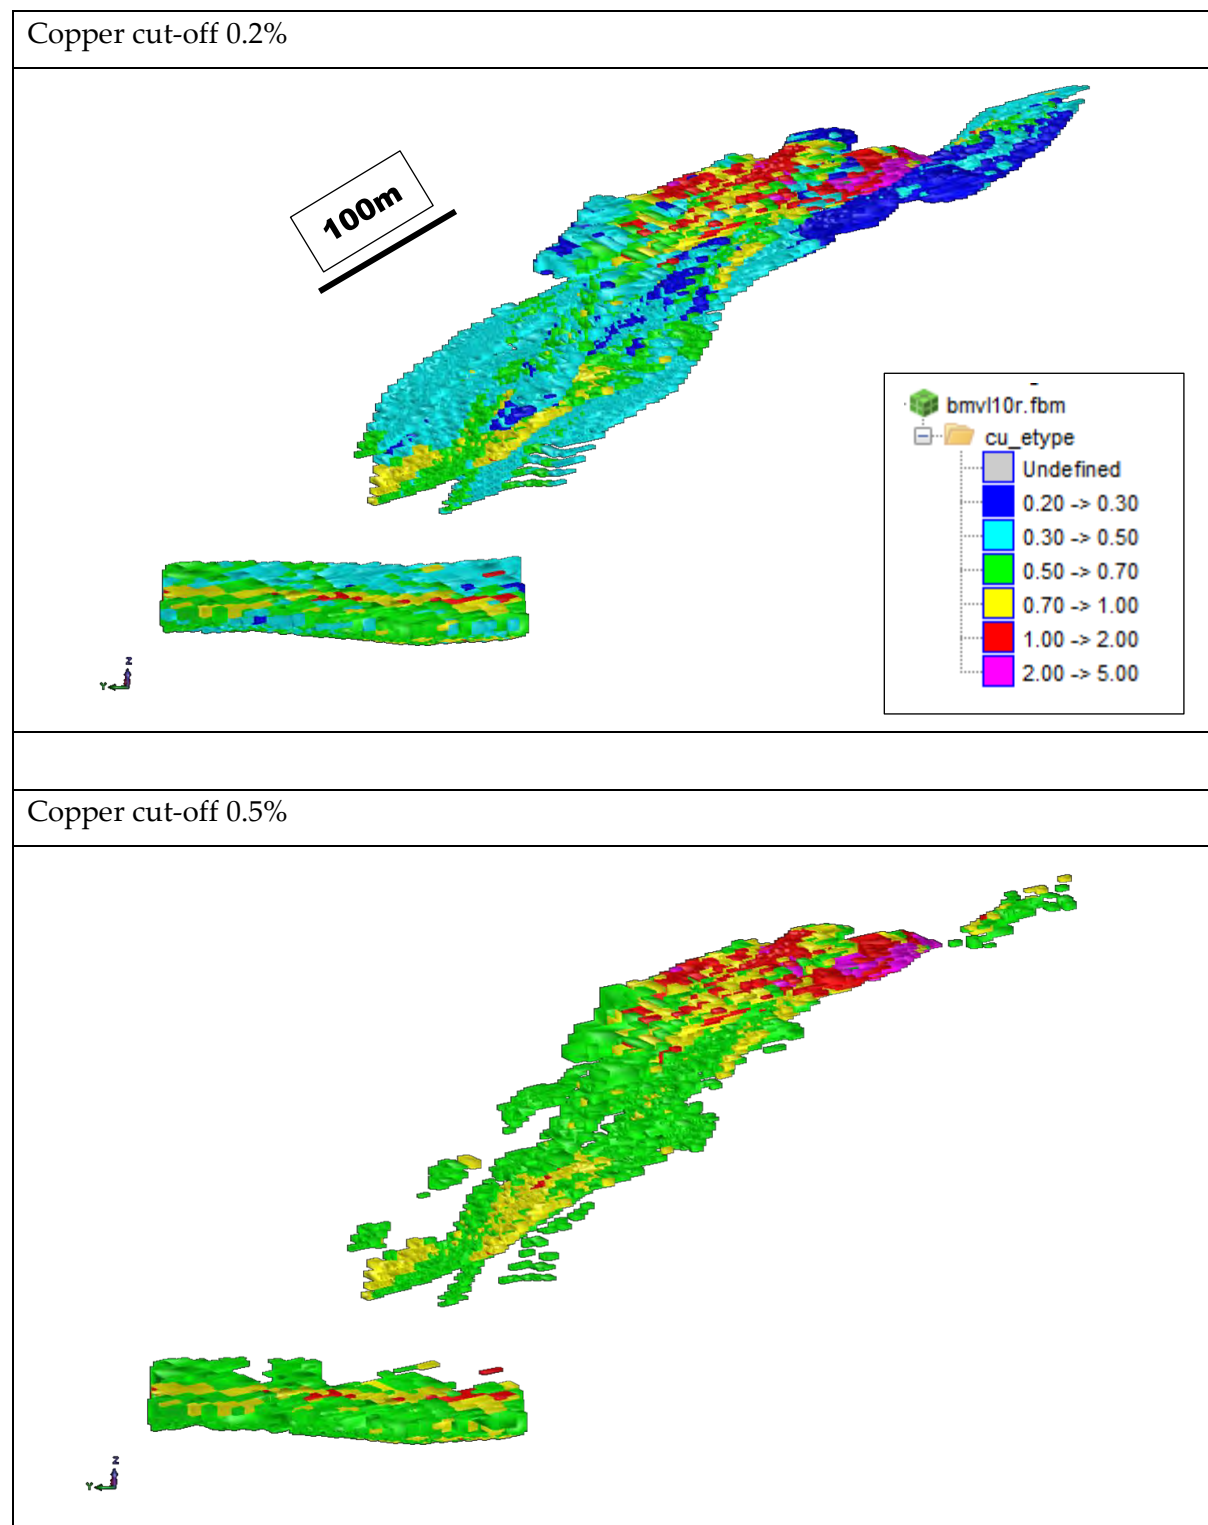 Copper cut-off 0.2%
100m
bmvl10r.fbm
cu_etype
Undefined
0.20 -> 0.30
0.30 -> 0.50
0.50 -> 0.70
0.70 -> 1.00
1.00 -> 2.00
2.00 -> 5.00
Z
Y
Copper cut-off 0.5%
Z
Y